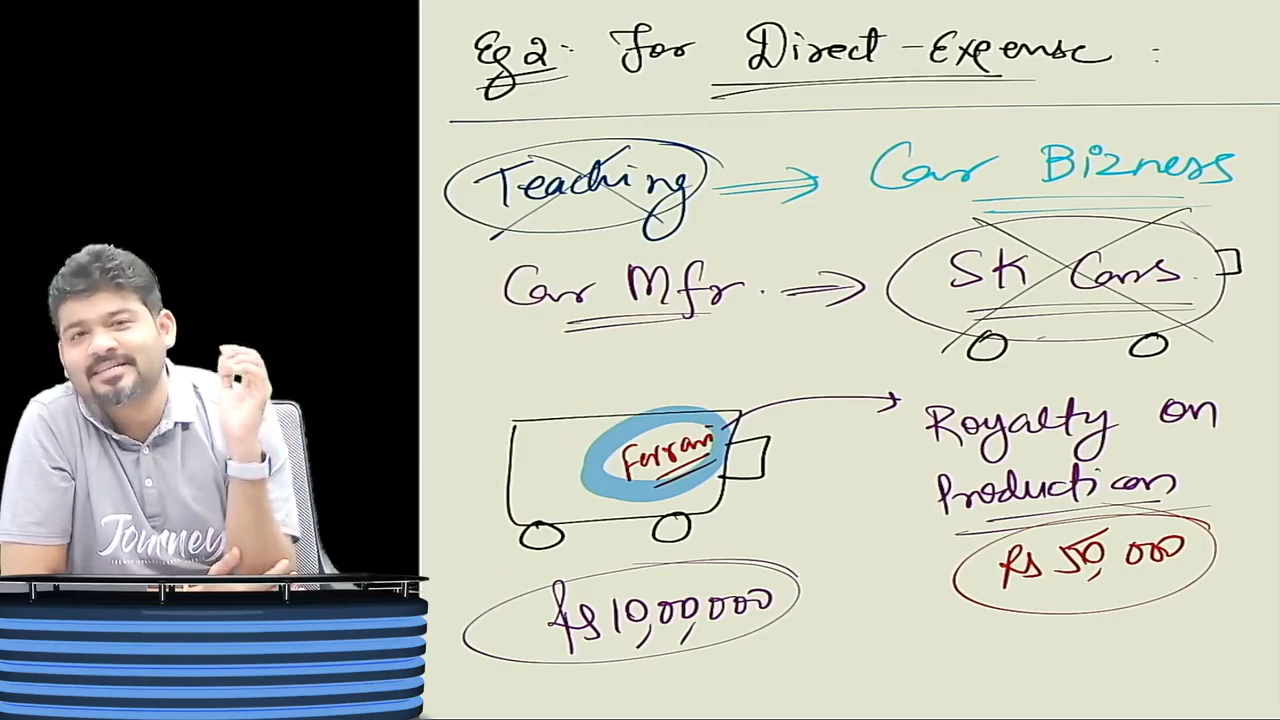 Eg 2: For Direct-Expense:
Teaching ⇒ Car Bizness
Car Mfr. ⇒ SK Cars.
Ferrari
Royalty on
Production
Rs 50,000
Rs 10,00,000
Journey